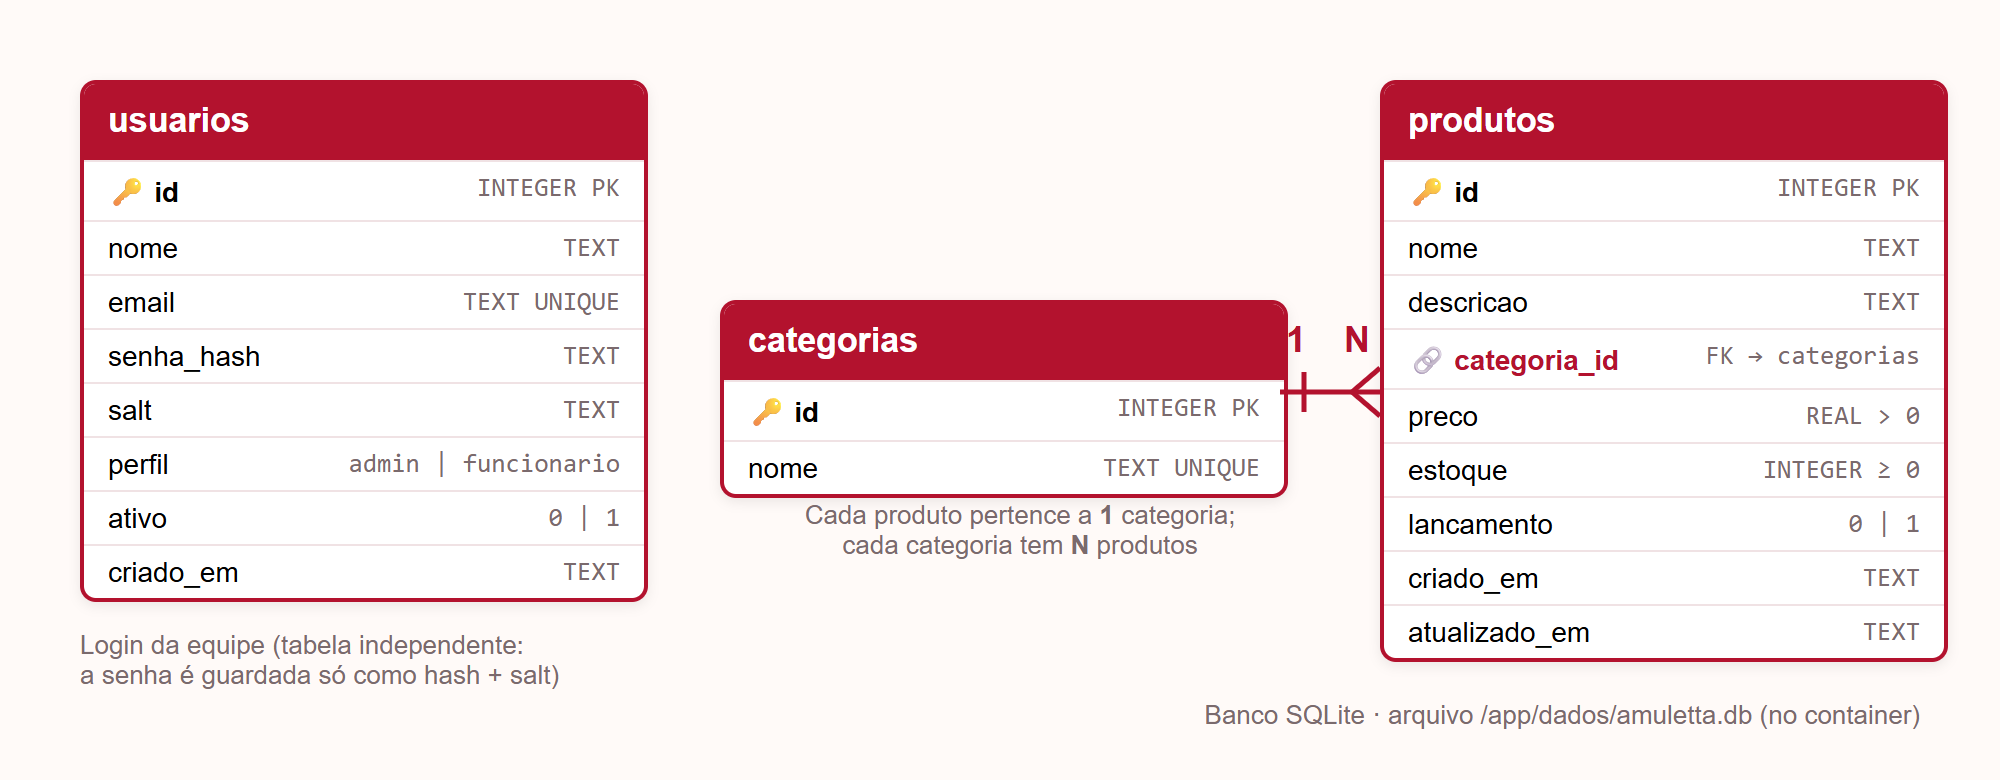 usuarios
🔑 id INTEGER PK
nome TEXT
email TEXT UNIQUE
senha_hash TEXT
salt TEXT
perfil admin | funcionario
ativo 0 | 1
criado_em TEXT
Login da equipe (tabela independente:
a senha é guardada só como hash + salt)
categorias
🔑 id INTEGER PK
nome TEXT UNIQUE
Cada produto pertence a 1 categoria;
cada categoria tem N produtos
1 N
produtos
🔑 id INTEGER PK
nome TEXT
descricao TEXT
🔗 categoria_id FK → categorias
preco REAL > 0
estoque INTEGER ≥ 0
lancamento 0 | 1
criado_em TEXT
atualizado_em TEXT
Banco SQLite · arquivo /app/dados/amuletta.db (no container)